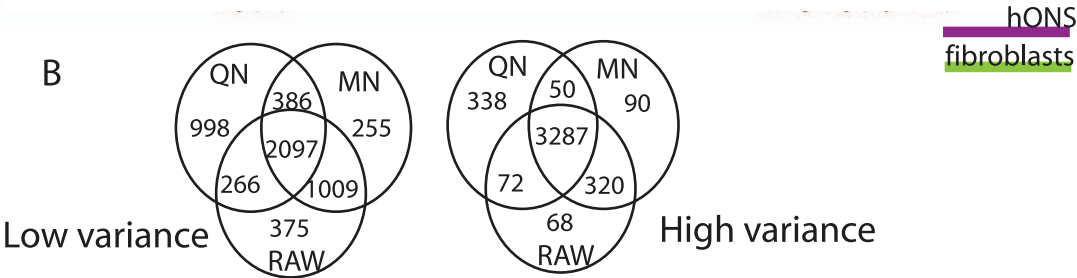 hONS
fibroblasts
B
QN
MN
386
998
255
2097
266
1009
375
RAW
Low variance
QN
MN
50
338
90
3287
72
320
68
RAW
High variance